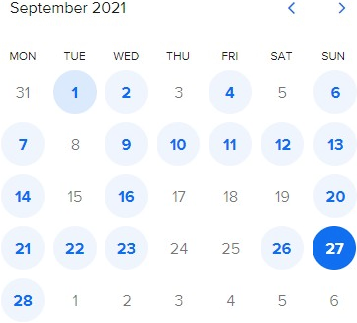 September 2021
MON TUE WED THU FRI SAT SUN
31 1 2 3 4 5 6
7 8 9 10 11 12 13
14 15 16 17 18 19 20
21 22 23 24 25 26 27
28 1 2 3 4 5 6